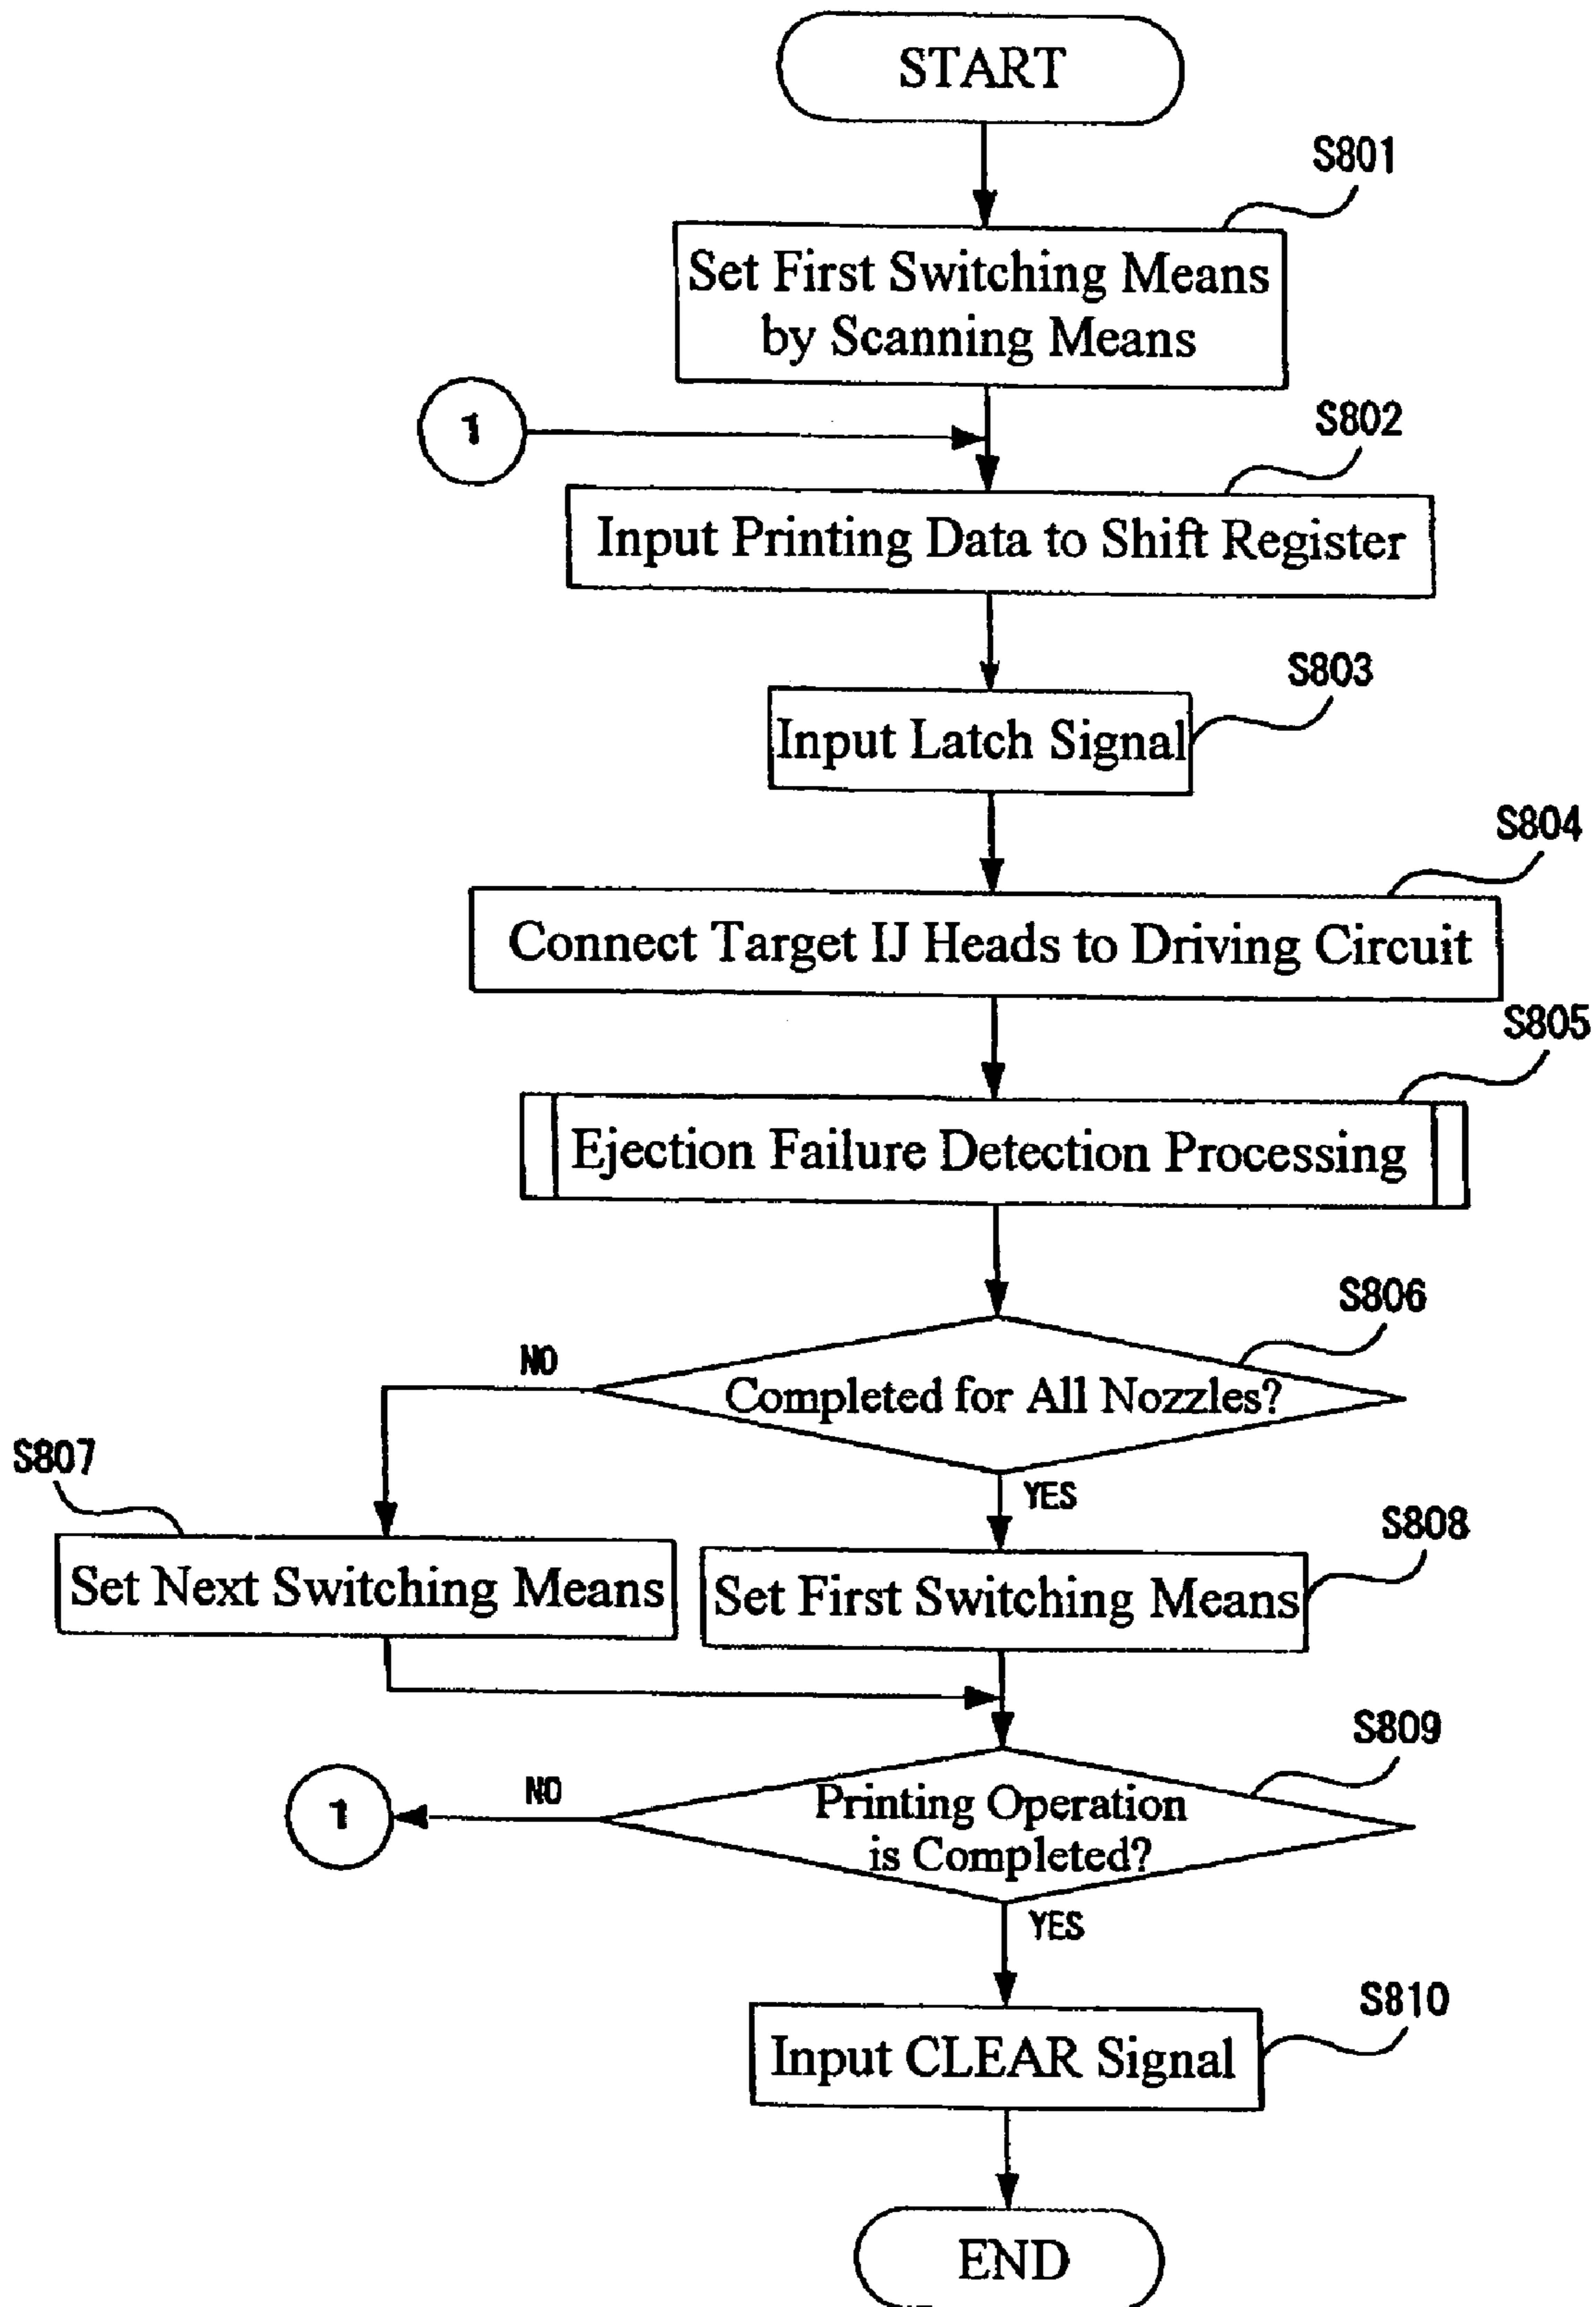 START
S801
Set First Switching Means
by Scanning Means
1
S802
Input Printing Data to Shift Register
S803
Input Latch Signal
S804
Connect Target IJ Heads to Driving Circuit
S805
Ejection Failure Detection Processing
S806
NO
Completed for All Nozzles?
YES
S807
Set Next Switching Means
S808
Set First Switching Means
S809
1
NO
Printing Operation
is Completed?
YES
S810
Input CLEAR Signal
END